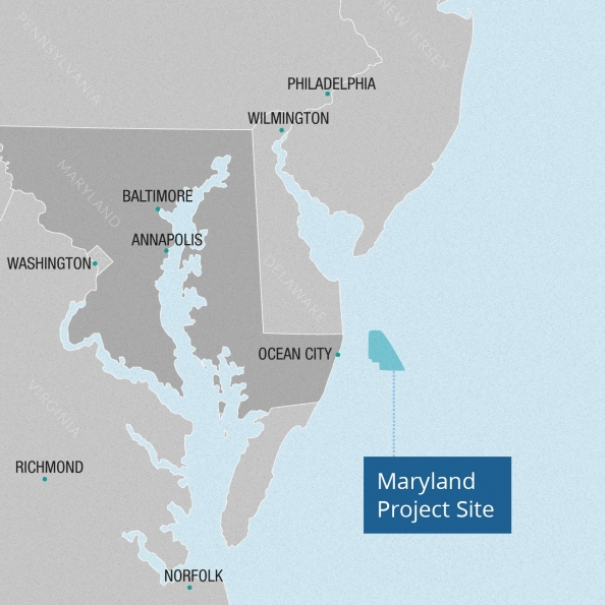 PENNSYLVANIA
NEW JERSEY
PHILADELPHIA
WILMINGTON
MARYLAND
BALTIMORE
ANNAPOLIS
WASHINGTON
DELAWARE
OCEAN CITY
VIRGINIA
RICHMOND
Maryland
Project Site
NORFOLK